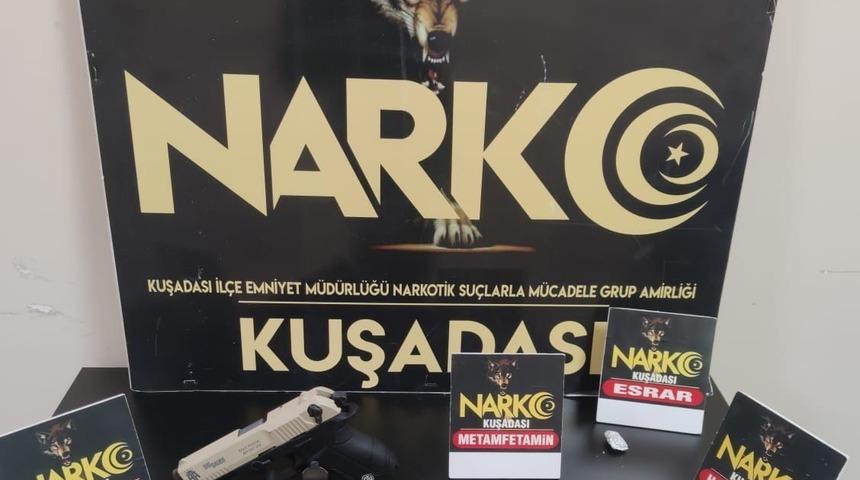 NARKO
KUŞADASI İLÇE EMNİYET MÜDÜRLÜĞÜ NARKOTİK SUÇLARLA MÜCADELE GRUP AMİRLİĞİ
KUŞADASI
NARKO
KUŞADASI
ESRAR
NARKO
KUŞADASI
METAMFETAMİN
NARKO
NARKO